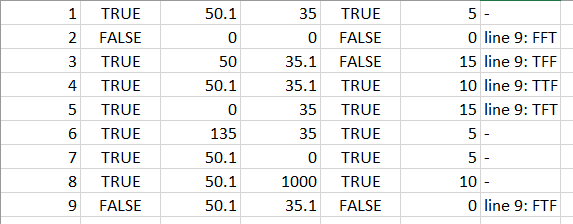 1 TRUE 50.1 35 TRUE 5 -
2 FALSE 0 0 FALSE 0 line 9: FFT
3 TRUE 50 35.1 FALSE 15 line 9: TFF
4 TRUE 50.1 35.1 TRUE 10 line 9: TTF
5 TRUE 0 35 TRUE 15 line 9: TFT
6 TRUE 135 35 TRUE 5 -
7 TRUE 50.1 0 TRUE 5 -
8 TRUE 50.1 1000 TRUE 10 -
9 FALSE 50.1 35.1 FALSE 0 line 9: FTF